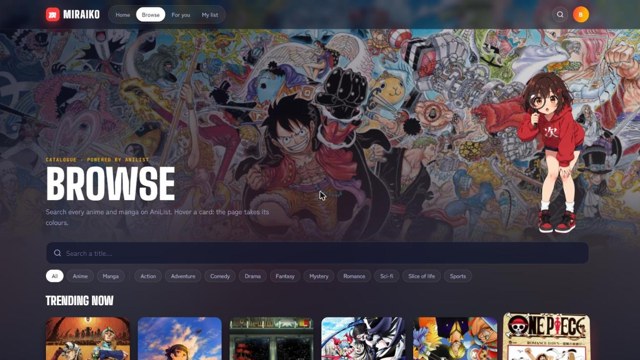 MIRAIKO
Home Browse For you My list
CATALOGUE · POWERED BY ANILIST
BROWSE
Search every anime and manga on AniList. Hover a card: the page takes its
colours.
Search a title...
All Anime Manga Action Adventure Comedy Drama Fantasy Mystery Romance Sci-fi Slice of life Sports
TRENDING NOW
ONE PIECE